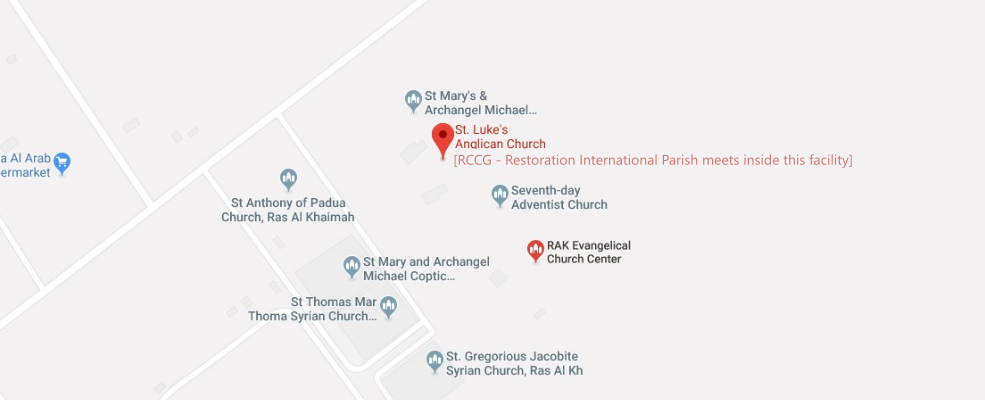 St Mary's &
Archangel Michael...
St. Luke's
Anglican Church
[RCCG - Restoration International Parish meets inside this facility]
a Al Arab
ermarket
St Anthony of Padua
Church, Ras Al Khaimah
Seventh-day
Adventist Church
RAK Evangelical
Church Center
St Mary and Archangel
Michael Coptic...
St Thomas Mar
Thoma Syrian Church...
St. Gregorious Jacobite
Syrian Church, Ras Al Kh